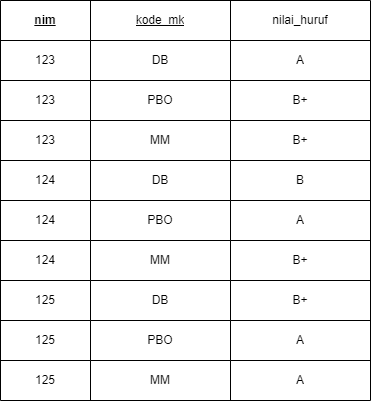 nim kode_mk nilai_huruf
123 DB A
123 PBO B+
123 MM B+
124 DB B
124 PBO A
124 MM B+
125 DB B+
125 PBO A
125 MM A